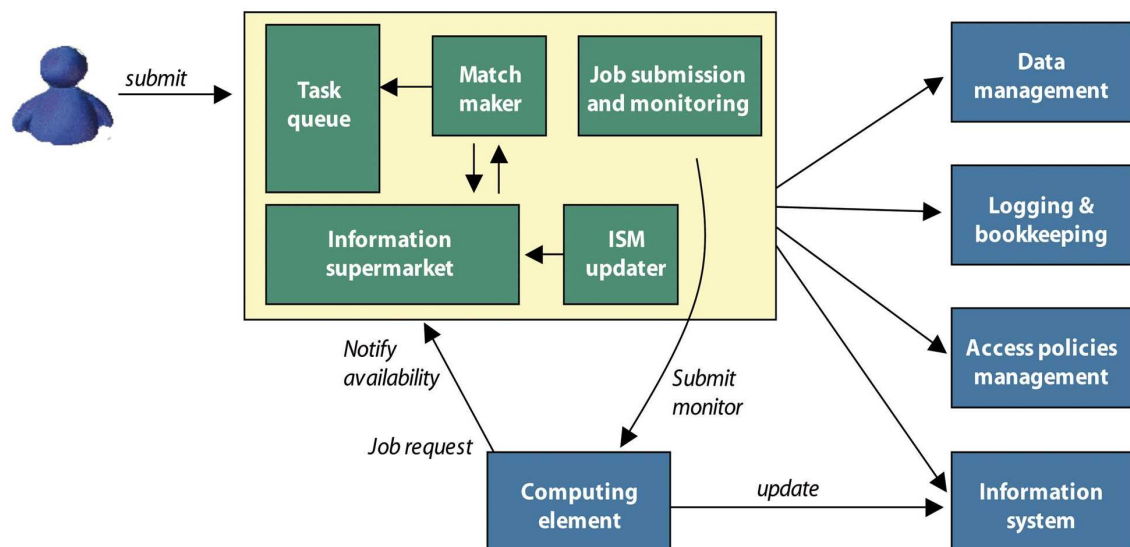 submit
Task
queue
Match
maker
Job submission
and monitoring
Information
supermarket
ISM
updater
Data
management
Logging &
bookkeeping
Access policies
management
Notify
availability
Submit
monitor
Job request
Computing
element
update
Information
system